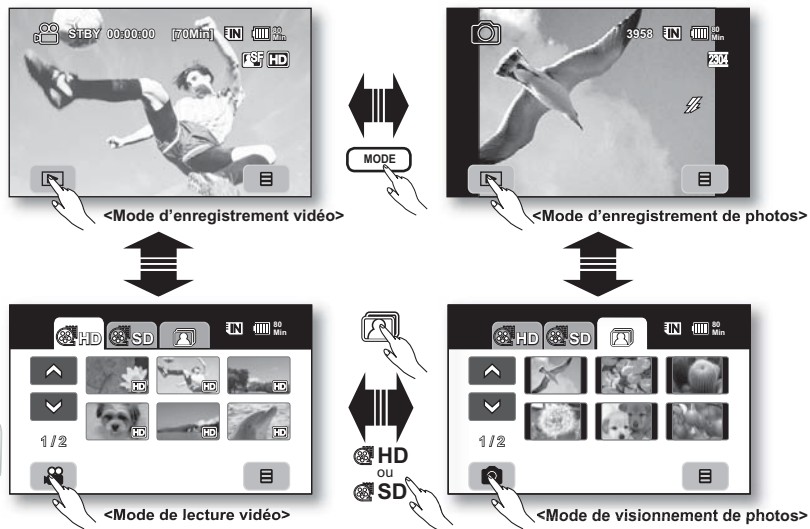 STBY 00:00:00 [70Min] IN 80 Min
SF HD
<Mode d'enregistrement vidéo>
MODE
3958 IN 80 Min
2304
<Mode d'enregistrement de photos>
HD SD IN 80 Min
HD HD HD
HD HD HD
1/2
<Mode de lecture vidéo>
HD
ou
SD
HD SD IN 80 Min
1/2
<Mode de visionnement de photos>